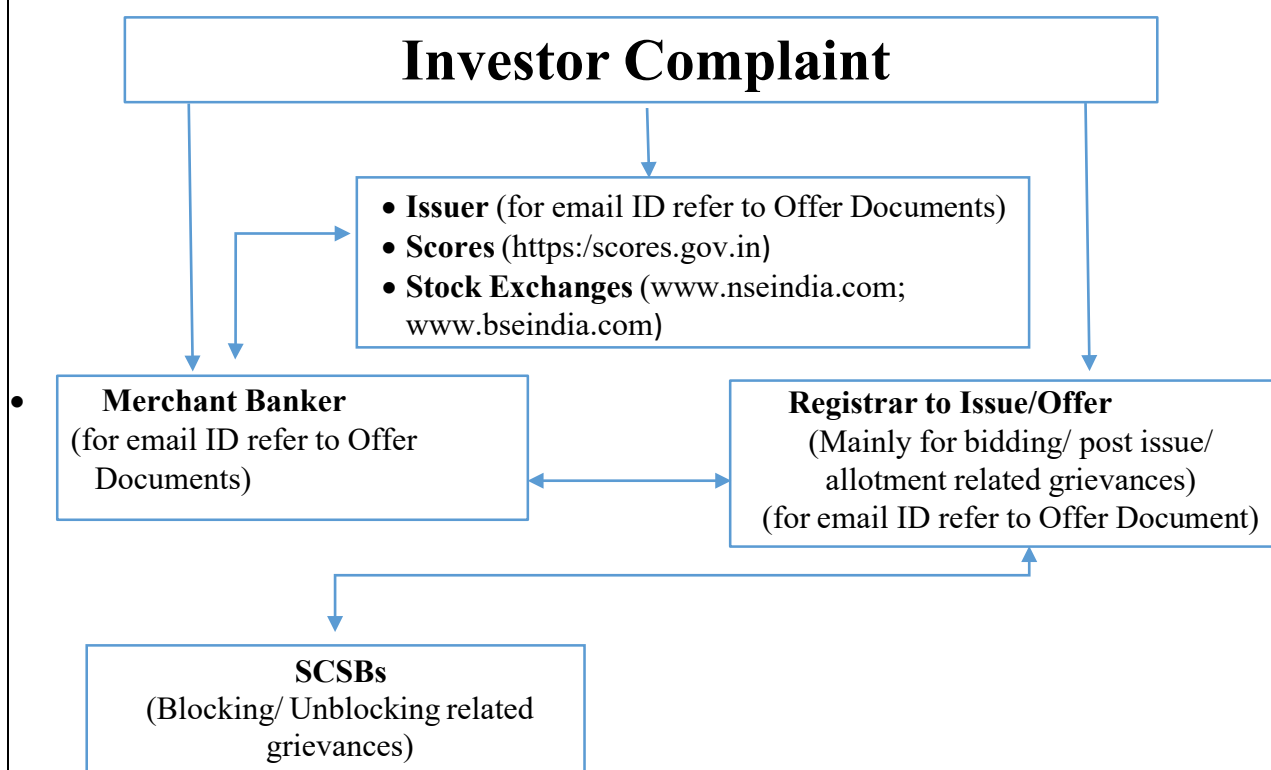 Investor Complaint
• Issuer (for email ID refer to Offer Documents)
• Scores (https:/scores.gov.in)
• Stock Exchanges (www.nseindia.com;
www.bseindia.com)
• Merchant Banker
(for email ID refer to Offer
Documents)
Registrar to Issue/Offer
(Mainly for bidding/ post issue/
allotment related grievances)
(for email ID refer to Offer Document)
SCSBs
(Blocking/ Unblocking related
grievances)